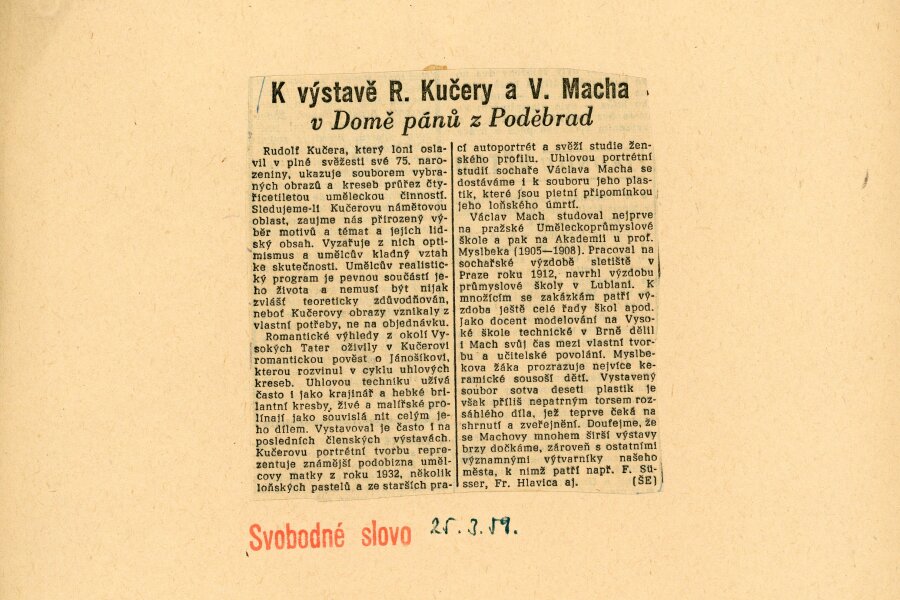 K výstavě R. Kučery a V. Macha
v Domě pánů z Poděbrad
Rudolf Kučera, který loni osla-
vil v plné svěžesti své 75. naro-
zeniny, ukazuje souborem vybra-
ných obrazů a kreseb průřez čty-
řicetiletou uměleckou činností.
Sledujeme-li Kučerovu námětovou
oblast, zaujme nás přirozený vý-
běr motivů a témat a jejich lid-
ský obsah. Vyzařuje z nich opti-
mismus a umělcův kladný vztah
ke skutečnosti. Umělcův realistic-
ký program je pevnou součástí je-
ho života a nemusí být nijak
zvlášť teoreticky zdůvodňován,
neboť Kučerovy obrazy vznikaly z
vlastní potřeby, ne na objednávku.
Romantické výhledy z okolí Vy-
sokých Tater oživily v Kučerovi
romantickou pověst o Jánošíkovi,
kterou rozvinul v cyklu uhlových
kreseb. Uhlovou techniku užívá
často i jako krajinář a hebké bri-
lantní kresby, živé a malířské pro-
línají jako souvislá nit celým je-
ho dílem. Vystavoval je často i na
posledních členských výstavách.
Kučerovu portrétní tvorbu repre-
zentuje známější podobizna uměl-
covy matky z roku 1932, několik
loňských pastelů a ze starších pra-
cí autoportrét a svěží studie žen-
ského profilu. Uhlovou portrétní
studií sochaře Václava Macha se
dostáváme i k souboru jeho plas-
tik, které jsou pietní připomínkou
jeho loňského úmrtí.
Václav Mach studoval nejprve
na pražské Uměleckoprůmyslové
škole a pak na Akademii u prof.
Myslbeka (1905—1908). Pracoval na
sochařské výzdobě sletiště v
Praze roku 1912, navrhl výzdobu
průmyslové školy v Lublani. K
množícím se zakázkám patří vý-
zdoba ještě celé řady škol apod.
Jako docent modelování na Vyso-
ké škole technické v Brně dělil
i Mach svůj čas mezi vlastní tvor-
bu a učitelské povolání. Myslbe-
kova žáka prozrazuje nejvíce ke-
ramické sousoší dětí. Vystavený
soubor sotva deseti plastik je
však příliš nepatrným torsem roz-
sáhlého díla, jež teprve čeká na
shrnutí a zveřejnění. Doufejme, že
se Machovy mnohem širší výstavy
brzy dočkáme, zároveň s ostatními
významnými výtvarníky našeho
města, k nimž patří např. F. Sü-
sser, Fr. Hlavica aj. (ŠE)
Svobodné slovo 25.3.59.